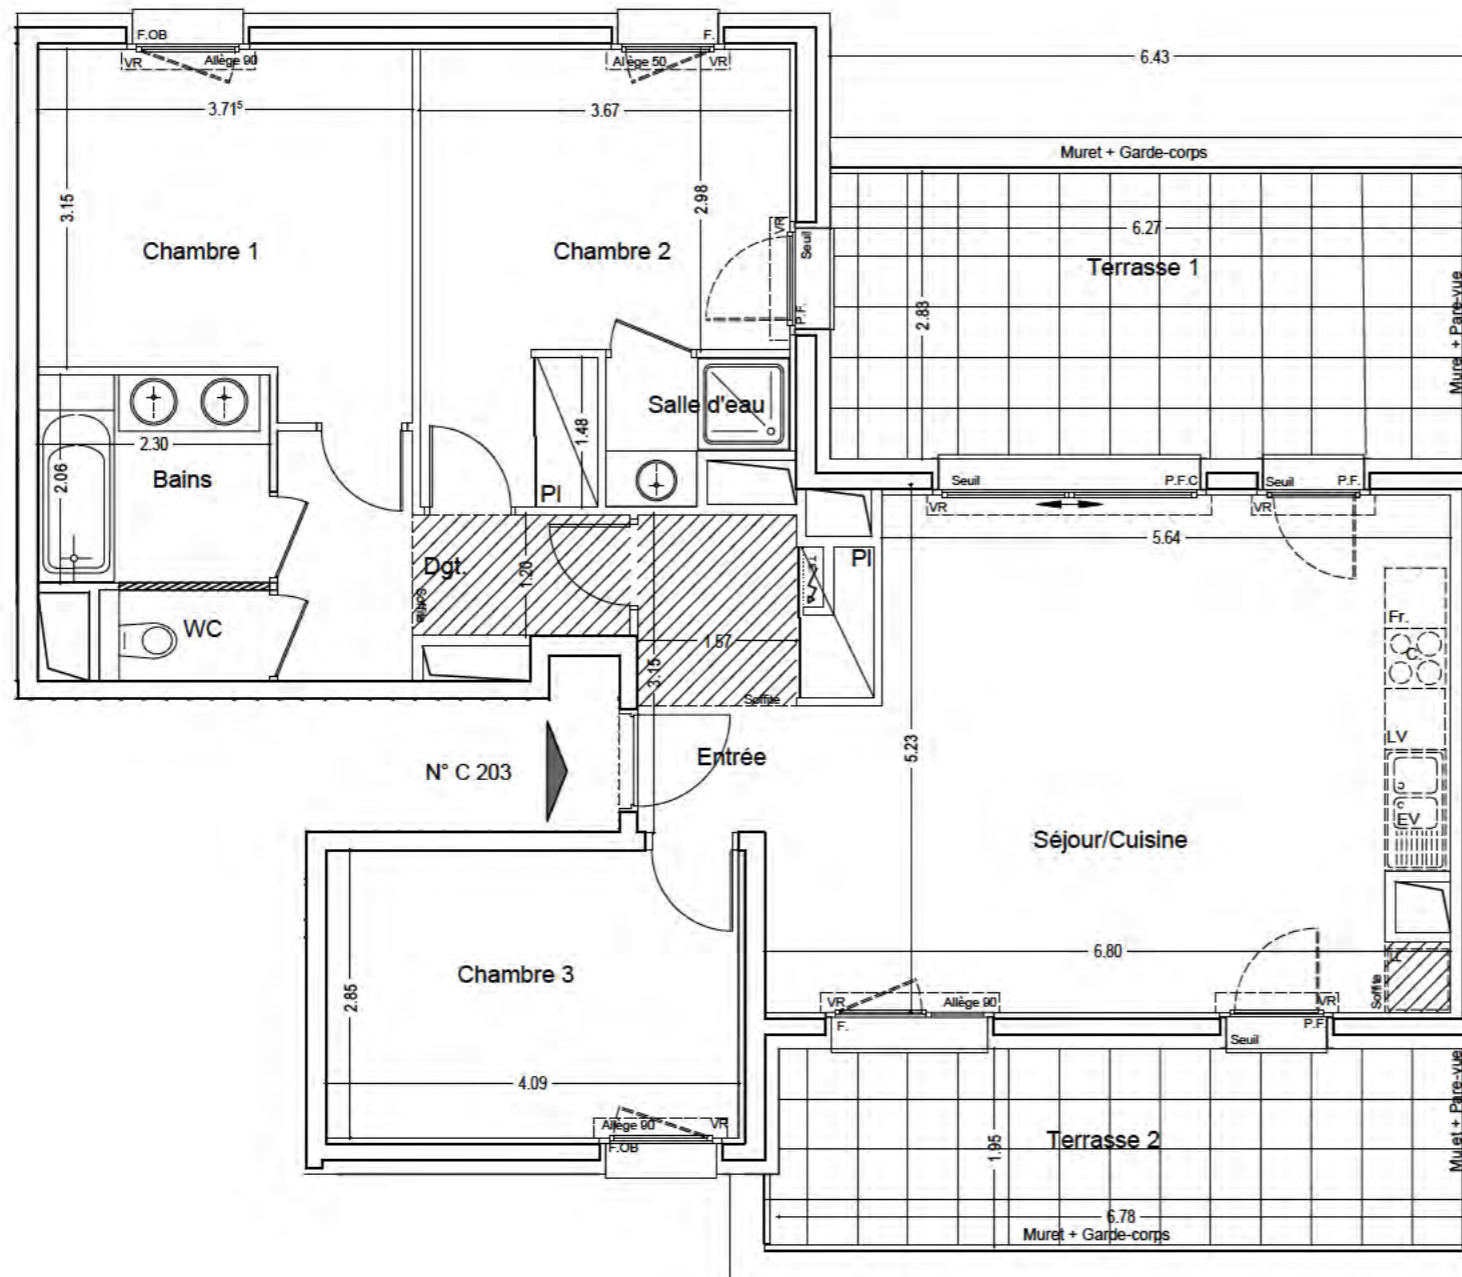 F.OB
F.
VR
Allège 90
Allège 50
VR
6.43
3.71⁵
3.67
Muret + Garde-corps
3.15
2.98
VR
Seuil
6.27
Chambre 1
Chambre 2
Terrasse 1
P.F.
2.83
Muret + Pare-vue
Salle d'eau
2.30
1.48
2.06
Bains
PI
Seuil
P.F.C
Seuil
P.F.
VR
VR
5.64
Dgt.
1.20
PI
Soffite
Fr.
WC
C.
1.57
3.15
Soffite
LV
5.23
Entrée
N° C 203
EV
Séjour/Cuisine
6.80
Chambre 3
2.85
Soffite
VR
Allège 90
VR
F.
P.F.
Seuil
4.09
Allège 90
VR
F.OB
1.95
Terrasse 2
Muret + Pare-vue
6.78
Muret + Garde-corps